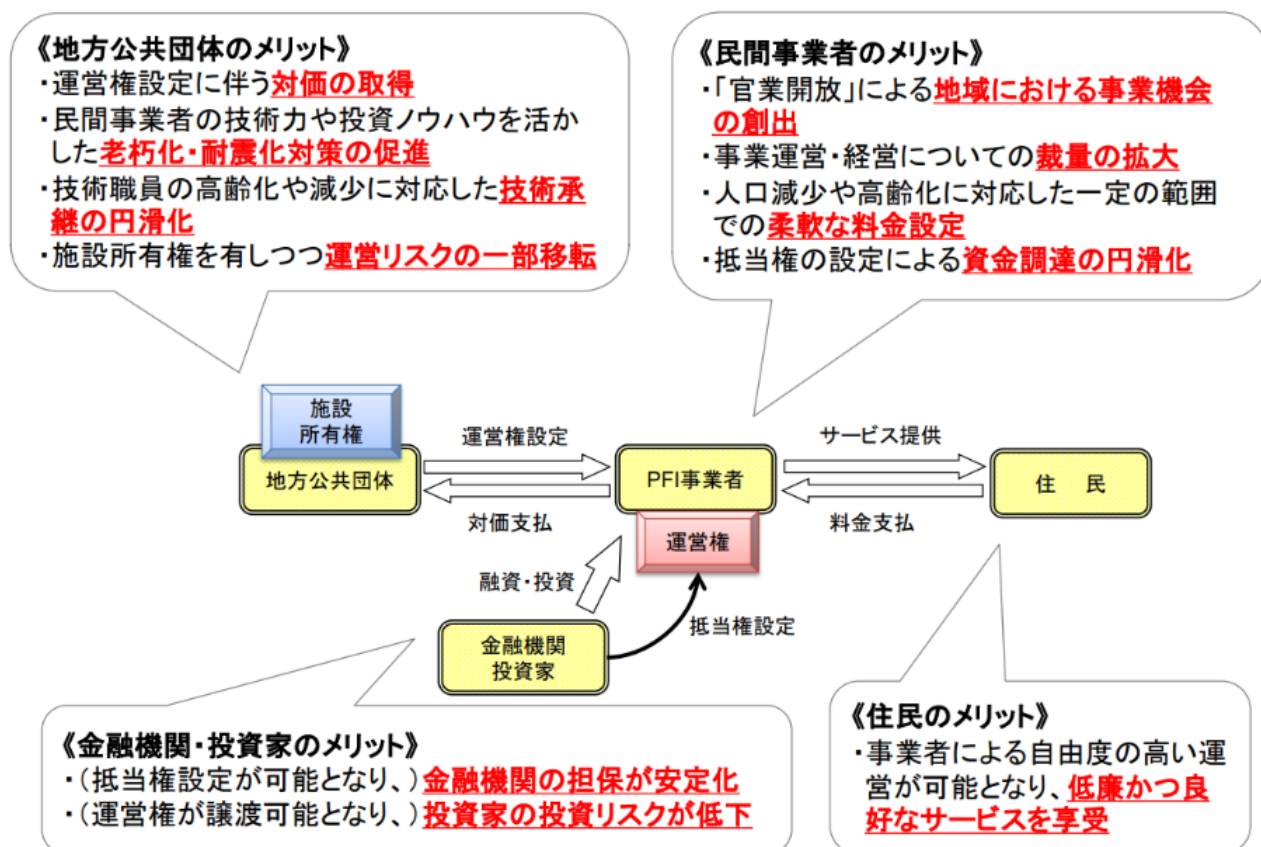 《地方公共団体のメリット》
・運営権設定に伴う対価の取得
・民間事業者の技術力や投資ノウハウを活か
した老朽化・耐震化対策の促進
・技術職員の高齢化や減少に対応した技術承
継の円滑化
・施設所有権を有しつつ運営リスクの一部移転
《民間事業者のメリット》
・「官業開放」による地域における事業機会
の創出
・事業運営・経営についての裁量の拡大
・人口減少や高齢化に対応した一定の範囲
での柔軟な料金設定
・抵当権の設定による資金調達の円滑化
施設
所有権
地方公共団体
運営権設定
対価支払
PFI事業者
運営権
サービス提供
料金支払
住 民
融資・投資
抵当権設定
金融機関
投資家
《金融機関・投資家のメリット》
・(抵当権設定が可能となり、)金融機関の担保が安定化
・(運営権が譲渡可能となり、)投資家の投資リスクが低下
《住民のメリット》
・事業者による自由度の高い運
営が可能となり、低廉かつ良
好なサービスを享受